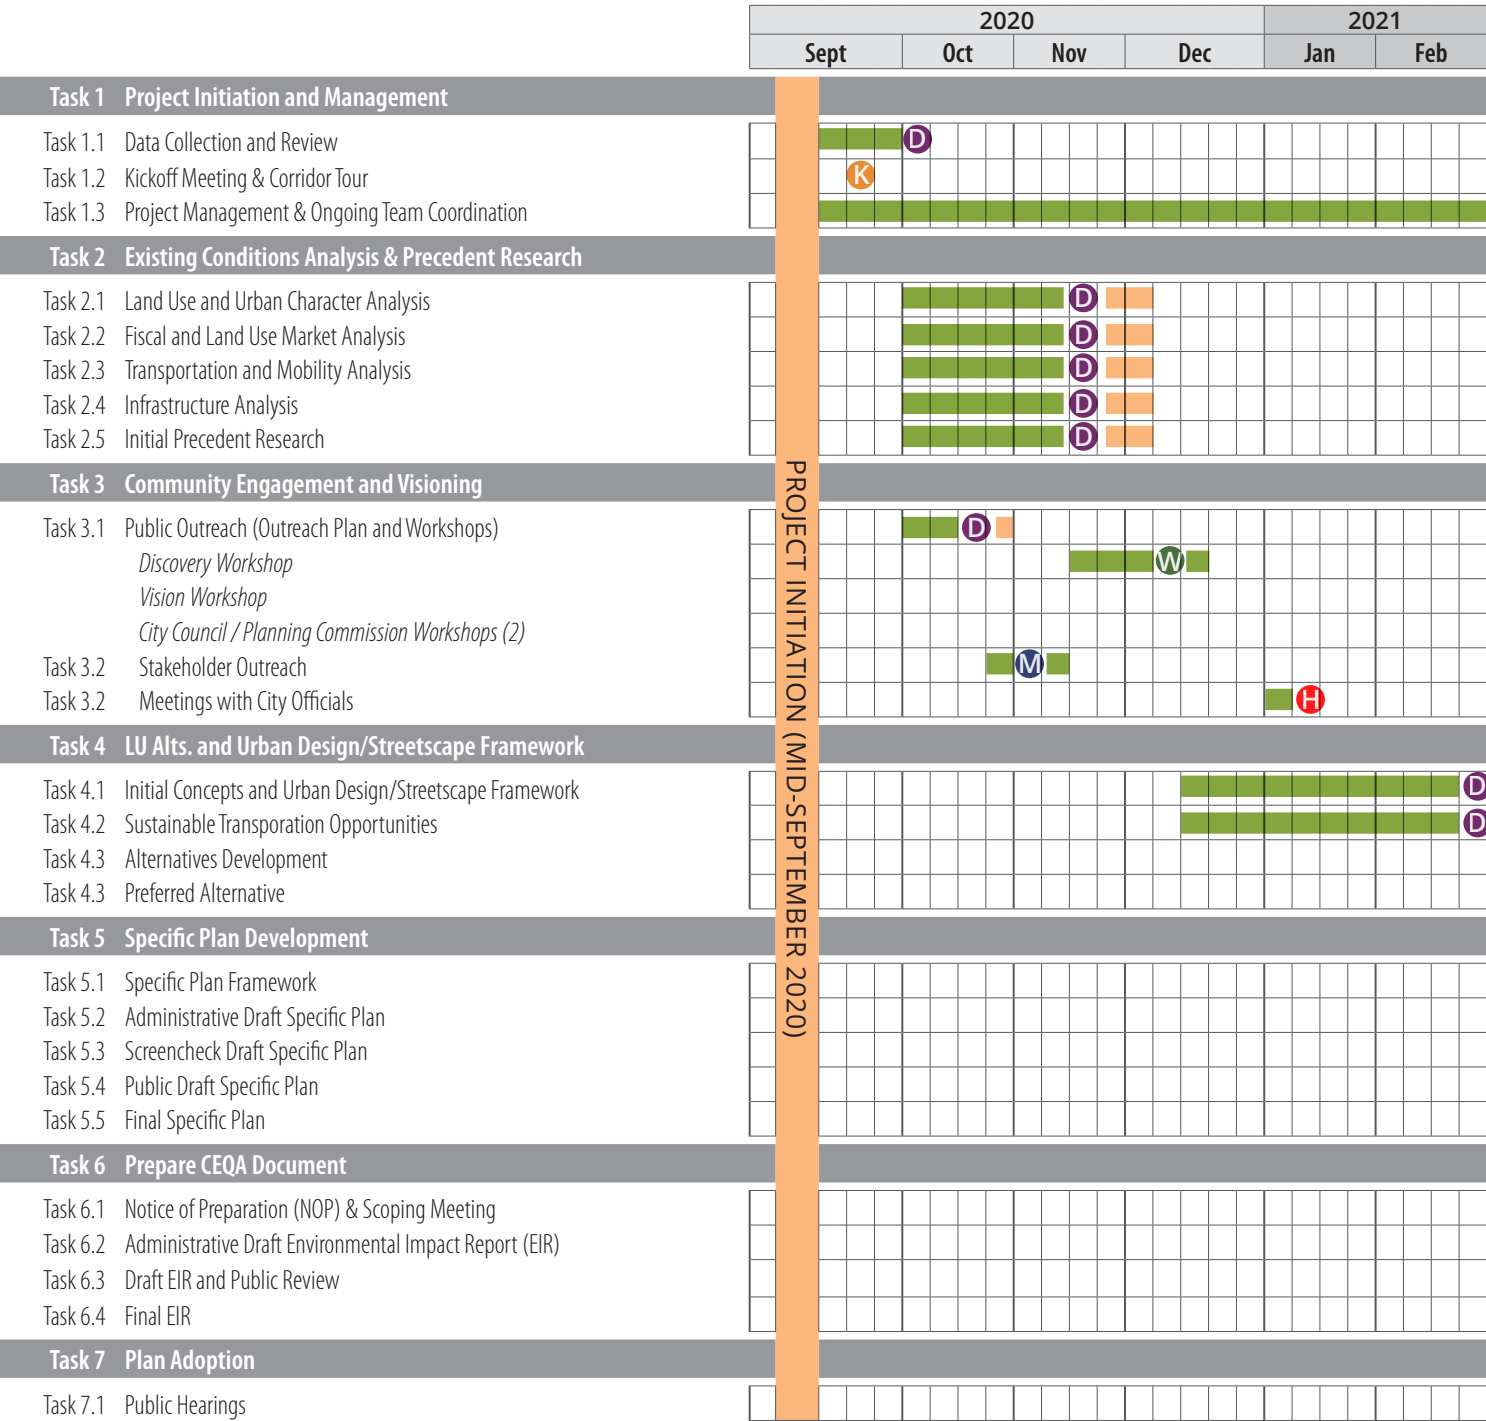 2020 2021
Sept Oct Nov Dec Jan Feb
Task 1 Project Initiation and Management
Task 1.1 Data Collection and Review D
Task 1.2 Kickoff Meeting & Corridor Tour K
Task 1.3 Project Management & Ongoing Team Coordination
Task 2 Existing Conditions Analysis & Precedent Research
Task 2.1 Land Use and Urban Character Analysis D
Task 2.2 Fiscal and Land Use Market Analysis D
Task 2.3 Transportation and Mobility Analysis D
Task 2.4 Infrastructure Analysis D
Task 2.5 Initial Precedent Research D
Task 3 Community Engagement and Visioning
Task 3.1 Public Outreach (Outreach Plan and Workshops) D
Discovery Workshop W
Vision Workshop
City Council / Planning Commission Workshops (2)
Task 3.2 Stakeholder Outreach M
Task 3.2 Meetings with City Officials H
Task 4 LU Alts. and Urban Design/Streetscape Framework
Task 4.1 Initial Concepts and Urban Design/Streetscape Framework D
Task 4.2 Sustainable Transporation Opportunities D
Task 4.3 Alternatives Development
Task 4.3 Preferred Alternative
Task 5 Specific Plan Development
Task 5.1 Specific Plan Framework
Task 5.2 Administrative Draft Specific Plan
Task 5.3 Screencheck Draft Specific Plan
Task 5.4 Public Draft Specific Plan
Task 5.5 Final Specific Plan
Task 6 Prepare CEQA Document
Task 6.1 Notice of Preparation (NOP) & Scoping Meeting
Task 6.2 Administrative Draft Environmental Impact Report (EIR)
Task 6.3 Draft EIR and Public Review
Task 6.4 Final EIR
Task 7 Plan Adoption
Task 7.1 Public Hearings
PROJECT INITIATION (MID-SEPTEMBER 2020)